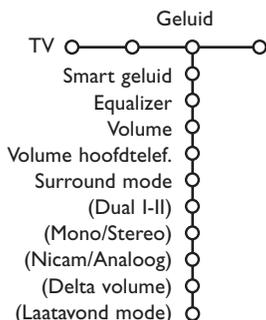 Geluid
TV
Smart geluid
Equalizer
Volume
Volume hoofdtelef.
Surround mode
(Dual I-II)
(Mono/Stereo)
(Nicam/Analoog)
(Delta volume)
(Laatavond mode)